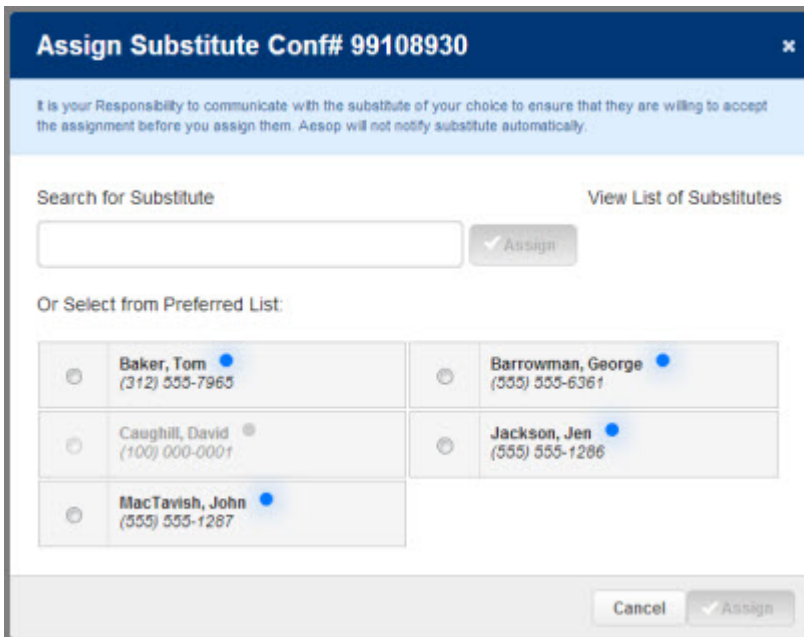 Assign Substitute Conf# 99108930
It is your Responsibility to communicate with the substitute of your choice to ensure that they are willing to accept
the assignment before you assign them. Aesop will not notify substitute automatically.
Search for Substitute
View List of Substitutes
Assign
Or Select from Preferred List:
Baker, Tom
(312) 555-7965
Barrowman, George
(555) 555-6361
Caughill, David
(100) 000-0001
Jackson, Jen
(555) 555-1286
MacTavish, John
(555) 555-1287
Cancel
Assign